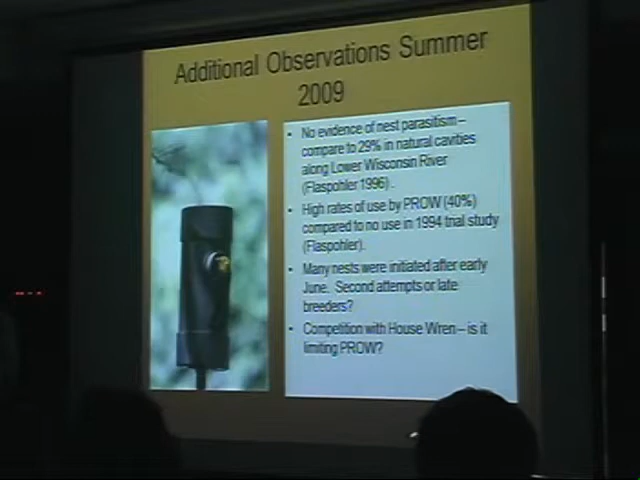 Additional Observations Summer
2009
• No evidence of nest parasitism –
compare to 29% in natural cavities
along Lower Wisconsin River
(Flaspohler 1996) .
• High rates of use by PROW (40%)
compared to no use in 1994 trial study
(Flaspohler).
• Many nests were initiated after early
June. Second attempts or late
breeders?
• Competition with House Wren – is it
limiting PROW?